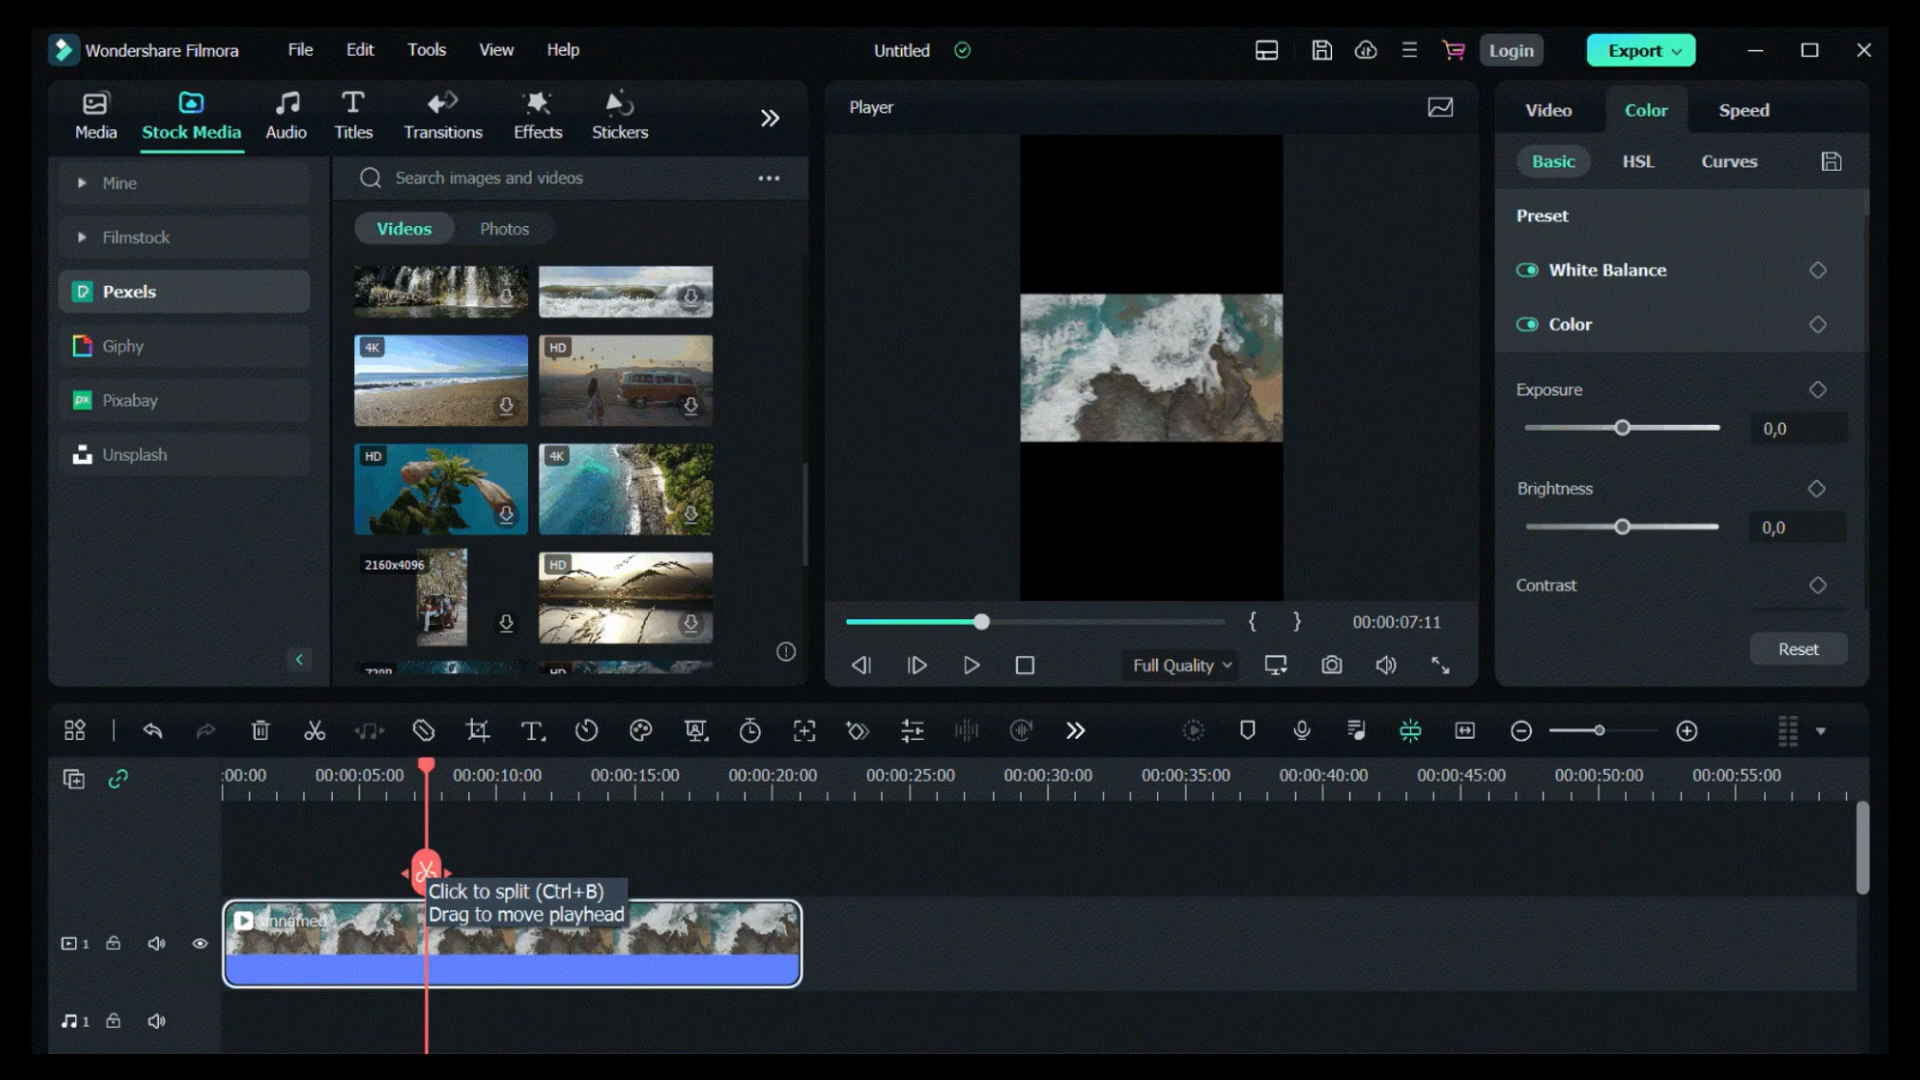 Wondershare Filmora File Edit Tools View Help Untitled Login Export
Media Stock Media Audio Titles Transitions Effects Stickers
Mine
Filmstock
Pexels
Giphy
Pixabay
Unsplash
Search images and videos
Videos Photos
4K HD
HD 4K
2160x4096 HD
HD
Player
{ } 00:00:07:11
Full Quality
Video Color Speed
Basic HSL Curves
Preset
White Balance
Color
Exposure
0,0
Brightness
0,0
Contrast
Reset
:00:00 00:00:05:00 00:00:10:00 00:00:15:00 00:00:20:00 00:00:25:00 00:00:30:00 00:00:35:00 00:00:40:00 00:00:45:00 00:00:50:00 00:00:55:00
Click to split (Ctrl+B)
Drag to move playhead
unnamed
1
1